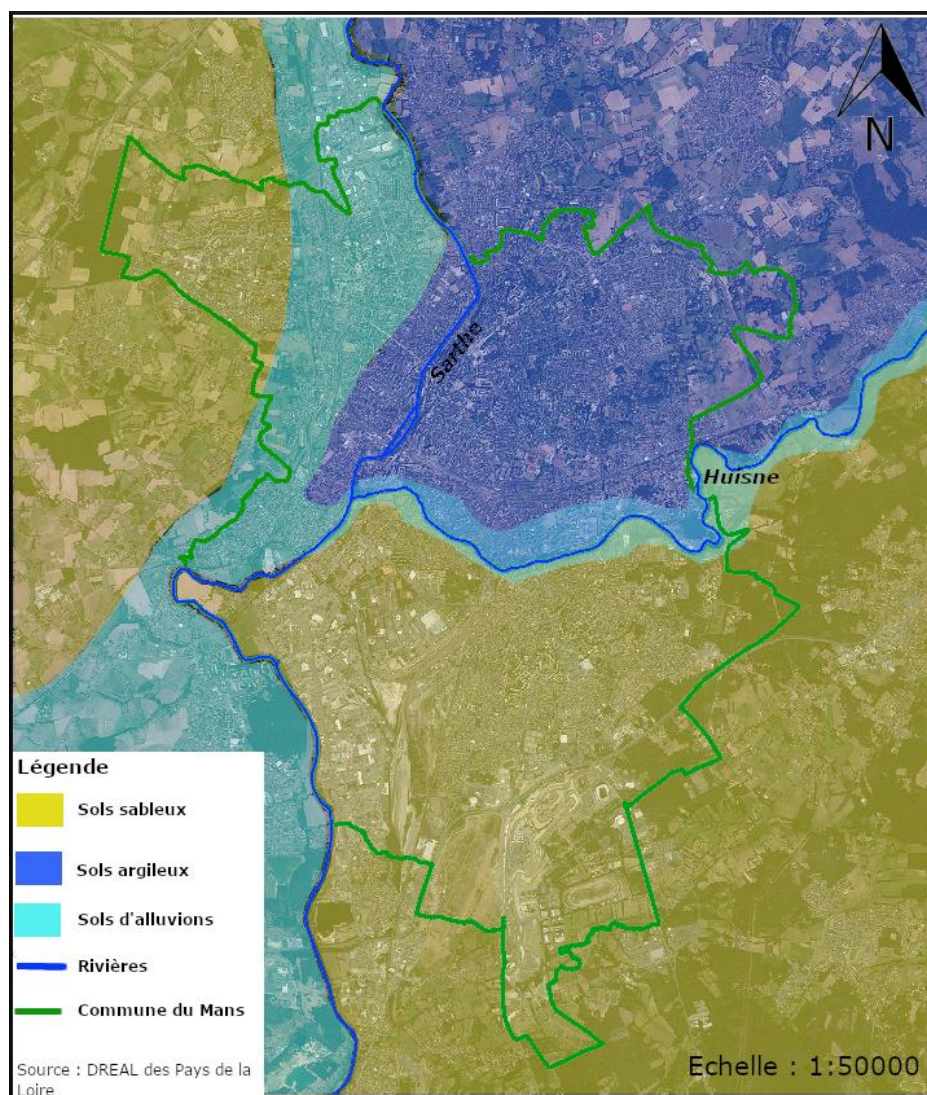 N
Sarthe
Huisne
Légende
Sols sableux
Sols argileux
Sols d'alluvions
Rivières
Commune du Mans
Source : DREAL des Pays de la
Loire
Echelle : 1:50000